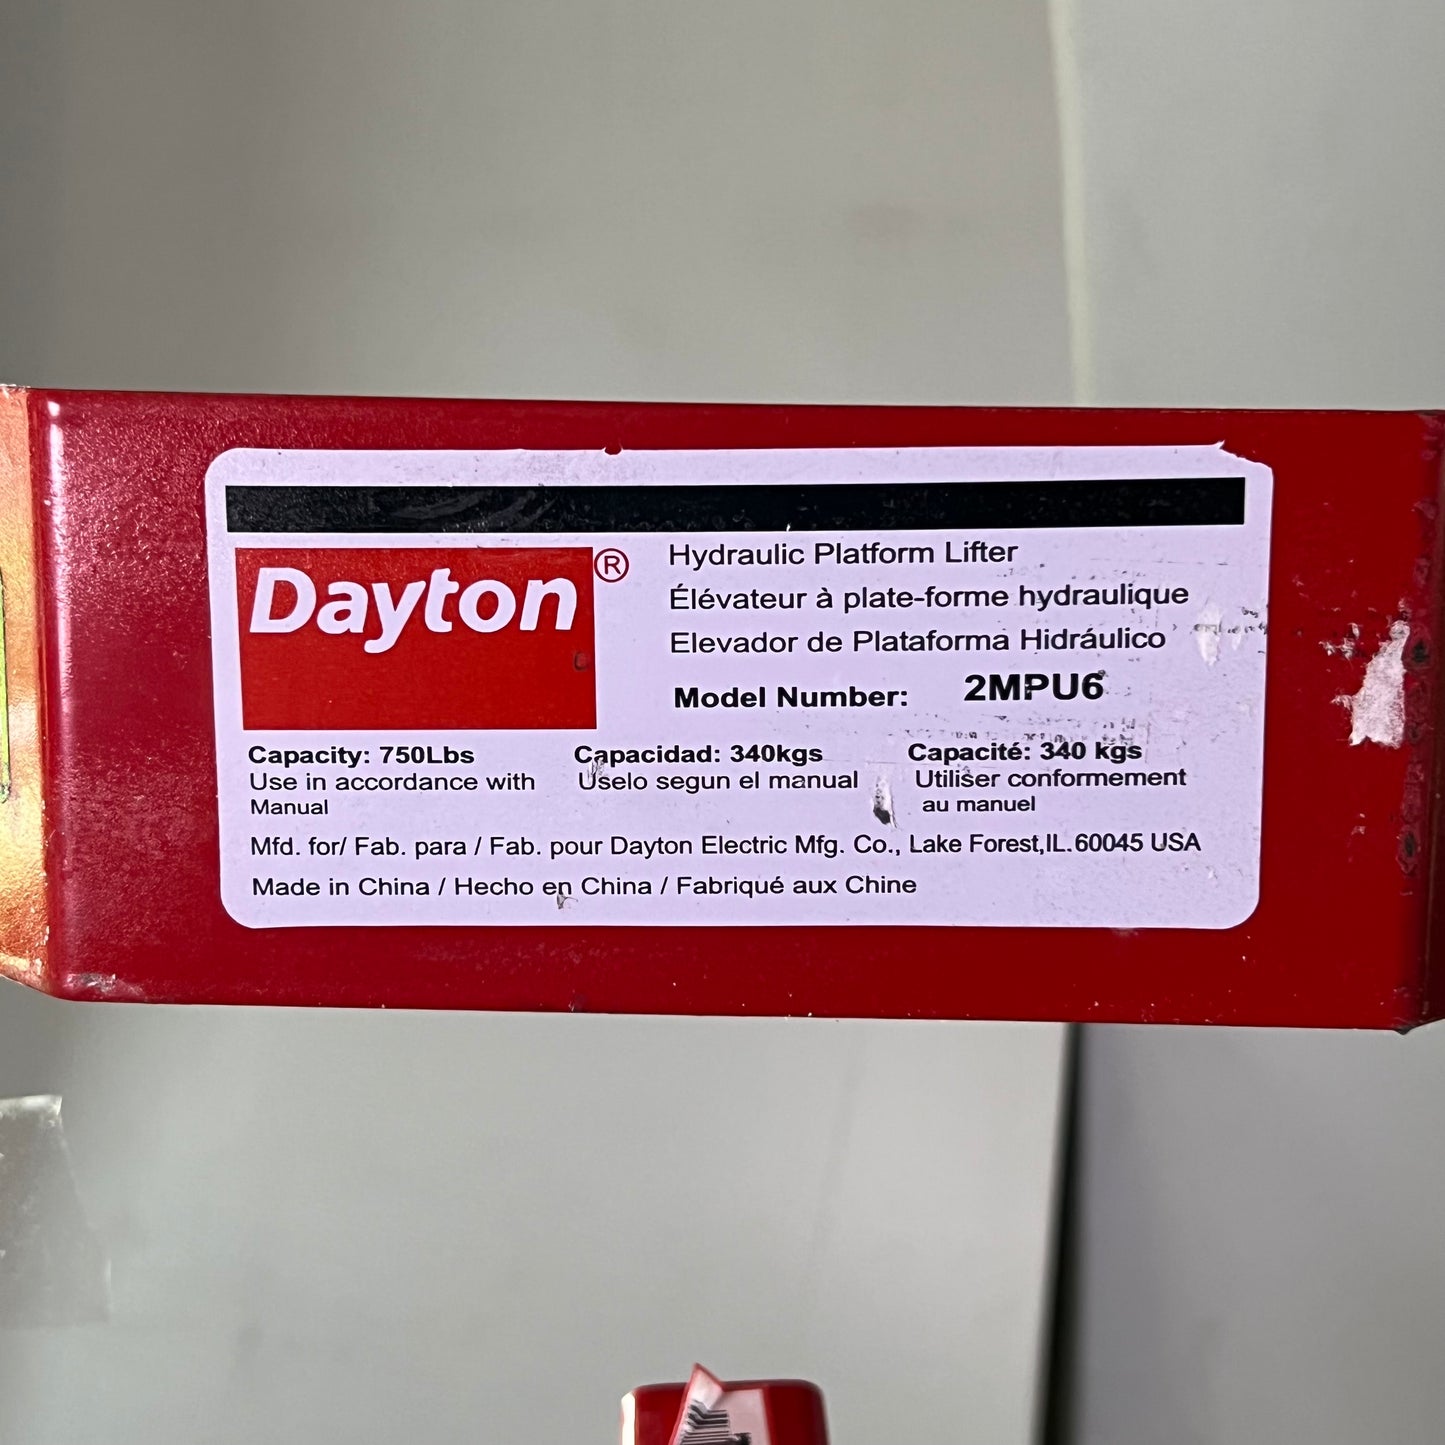 Dayton®
Hydraulic Platform Lifter
Élévateur à plate-forme hydraulique
Elevador de Plataforma Hidráulico
Model Number: 2MPU6
Capacity: 750Lbs
Use in accordance with
Manual
Capacidad: 340kgs
Uselo segun el manual
Capacité: 340 kgs
Utiliser conformement
au manuel
Mfd. for/ Fab. para / Fab. pour Dayton Electric Mfg. Co., Lake Forest,IL.60045 USA
Made in China / Hecho en China / Fabriqué aux Chine